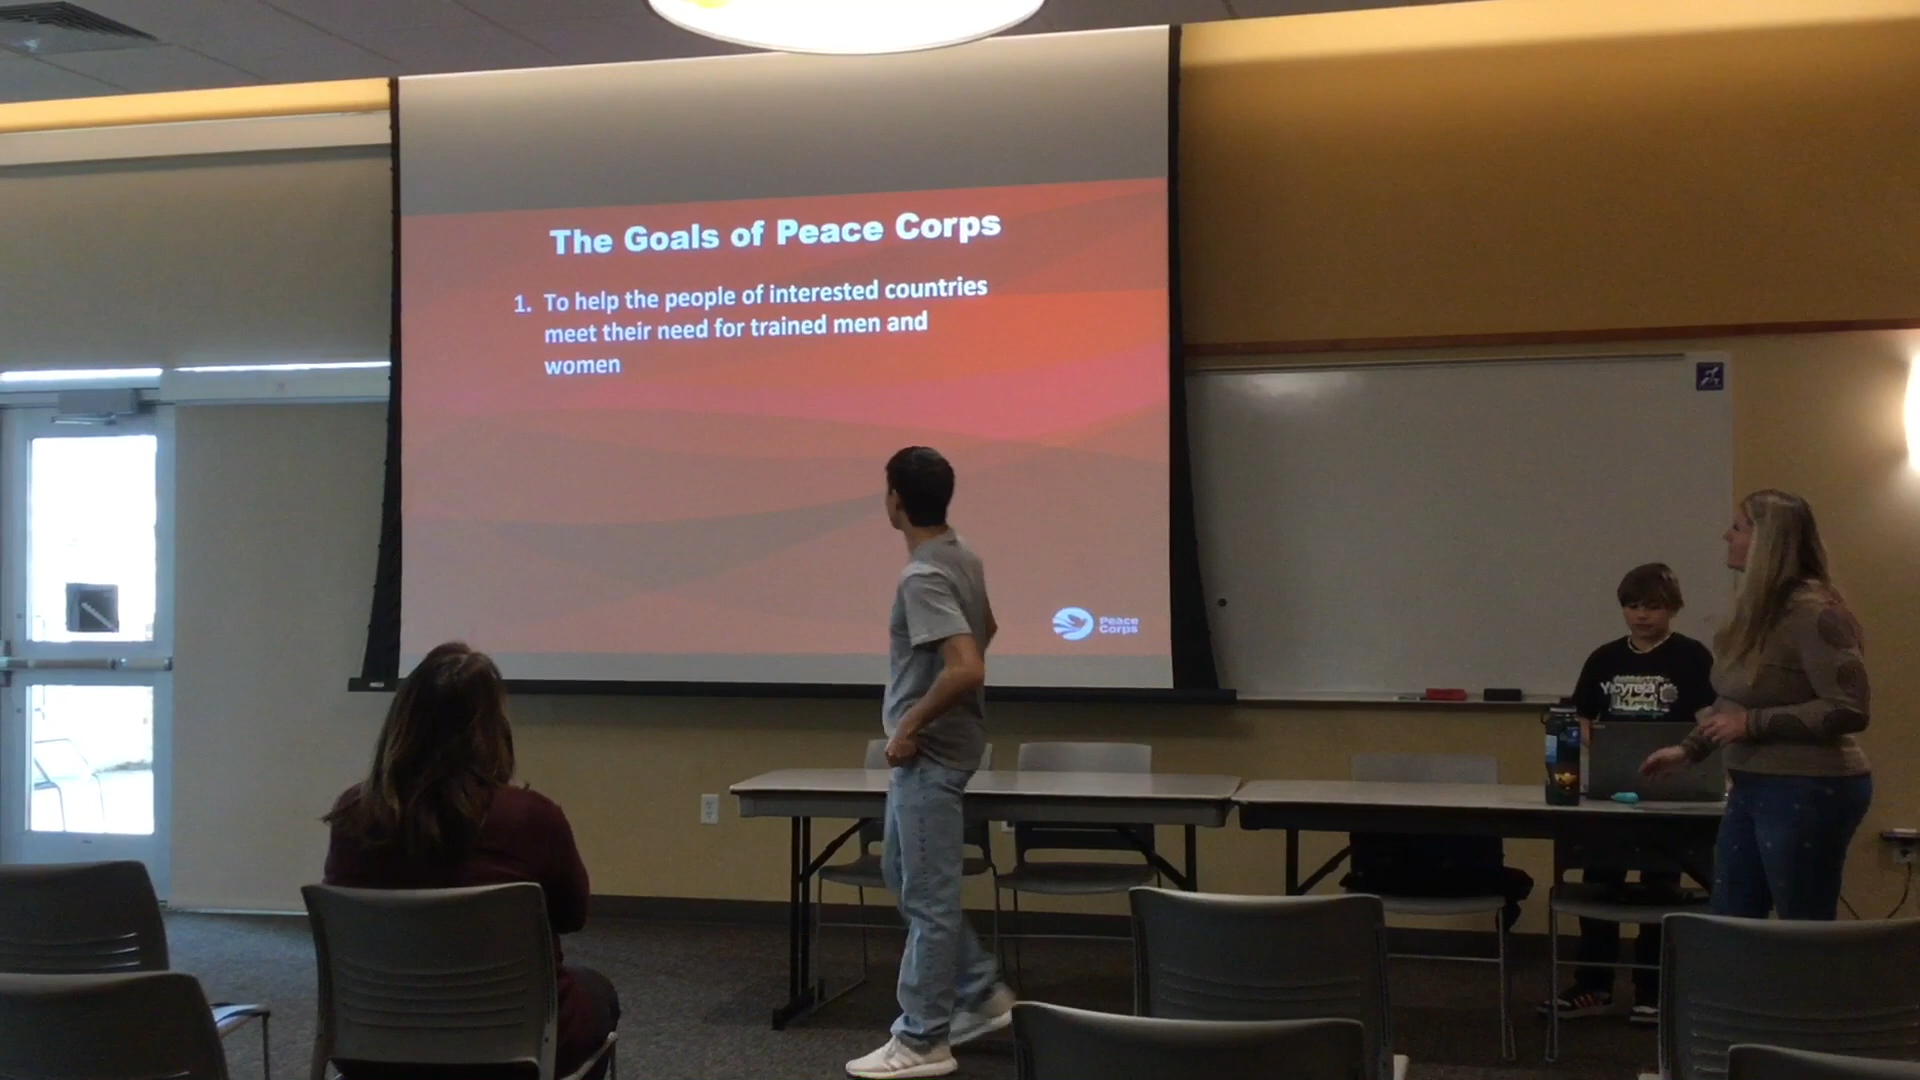 The Goals of Peace Corps
1. To help the people of interested countries
meet their need for trained men and
women
Peace
Corps